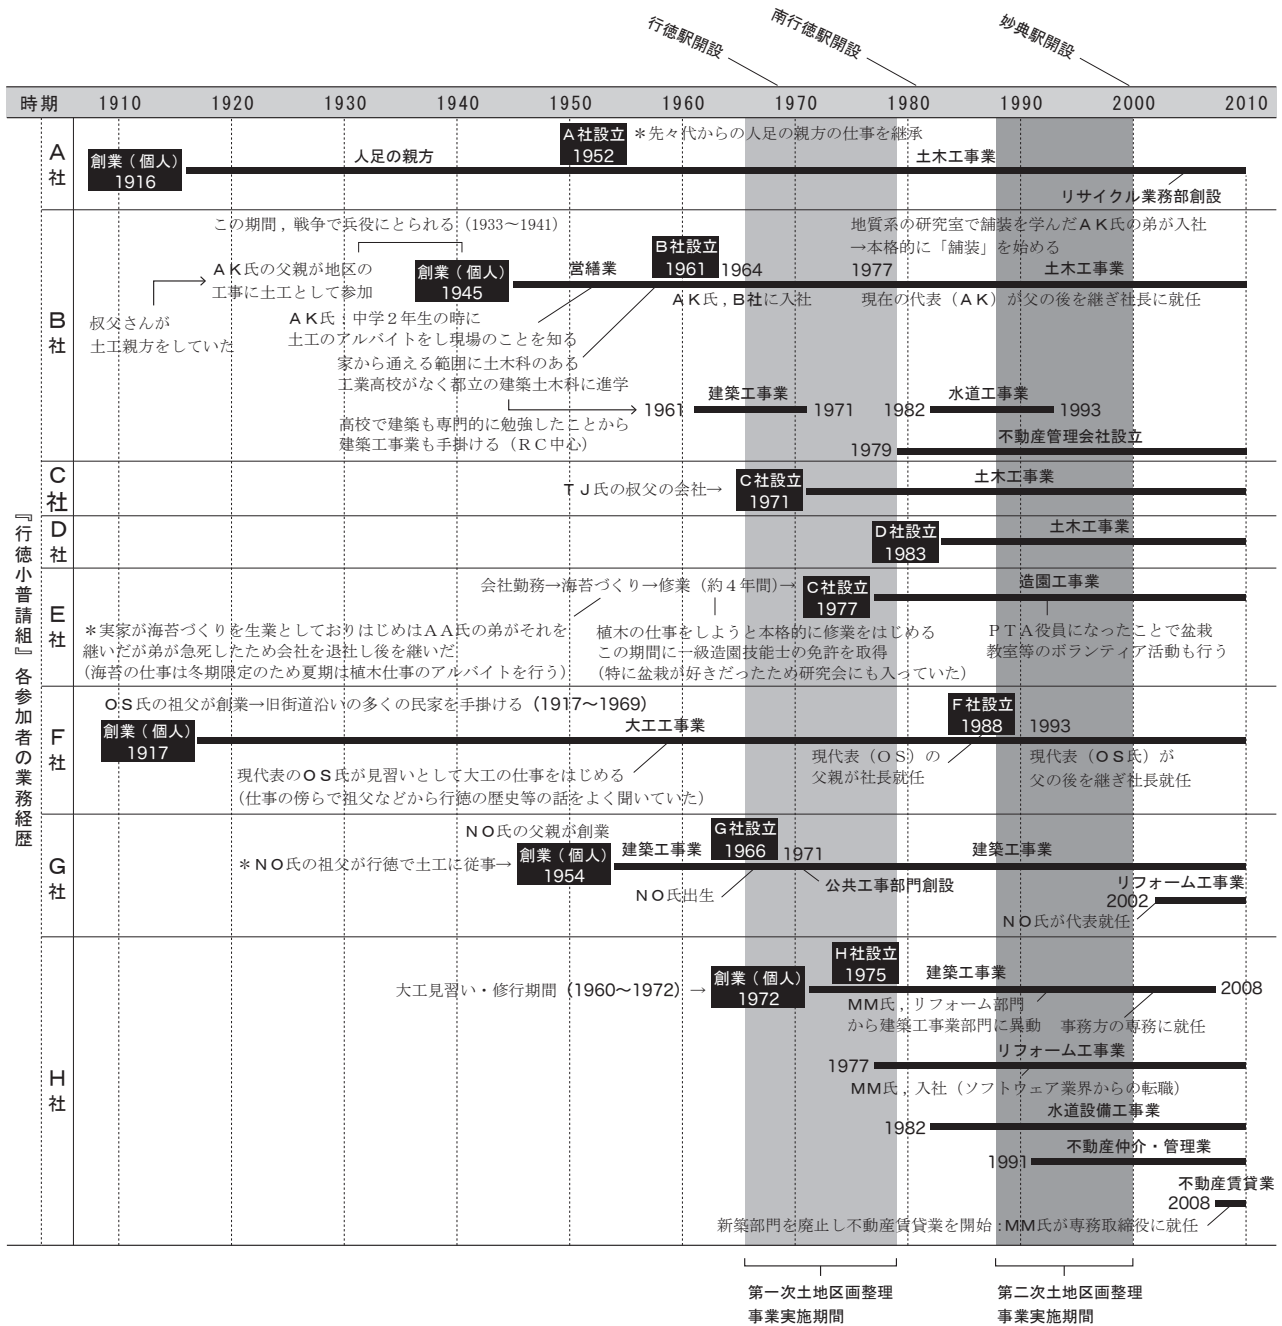 行徳駅開設
南行徳駅開設
妙典駅開設
時期 1910 1920 1930 1940 1950 1960 1970 1980 1990 2000 2010
『行徳小普請組』各参加者の業務経歴
A社
創業（個人）
1916
人足の親方
A社設立
1952
＊先々代からの人足の親方の仕事を継承
土木工事業
リサイクル業務部創設
B社
この期間，戦争で兵役にとられる（1933〜1941）
AK氏の父親が地区の
工事に土工として参加
叔父さんが
土工親方をしていた
創業（個人）
1945
営繕業
B社設立
1961
1964
AK氏，B社に入社
地質系の研究室で舗装を学んだAK氏の弟が入社
→本格的に「舗装」を始める
1977
土木工事業
現在の代表（AK）が父の後を継ぎ社長に就任
AK氏：中学２年生の時に
土工のアルバイトをし現場のことを知る
家から通える範囲に土木科のある
工業高校がなく都立の建築土木科に進学
高校で建築も専門的に勉強したことから
建築工事業も手掛ける（RC中心）
1961 建築工事業 1971
1982 水道工事業 1993
1979 不動産管理会社設立
C社
TJ氏の叔父の会社→
C社設立
1971
土木工事業
D社
D社設立
1983
土木工事業
E社
会社勤務→海苔づくり→修業（約４年間）→
C社設立
1977
造園工事業
＊実家が海苔づくりを生業としておりはじめはAA氏の弟がそれを
継いだが弟が急死したため会社を退社し後を継いだ
（海苔の仕事は冬期限定のため夏期は植木仕事のアルバイトを行う）
植木の仕事をしようと本格的に修業をはじめる
この期間に一級造園技能士の免許を取得
（特に盆栽が好きだったため研究会にも入っていた）
PTA役員になったことで盆栽
教室等のボランティア活動も行う
F社
OS氏の祖父が創業→旧街道沿いの多くの民家を手掛ける（1917〜1969）
創業（個人）
1917
大工工事業
現代表のOS氏が見習いとして大工の仕事をはじめる
（仕事の傍らで祖父などから行徳の歴史等の話をよく聞いていた）
F社設立
1988
1993
現代表（OS）の
父親が社長就任
現代表（OS氏）が
父の後を継ぎ社長就任
G社
NO氏の父親が創業
＊NO氏の祖父が行徳で土工に従事→
創業（個人）
1954
建築工事業
G社設立
1966
1971
NO氏出生
公共工事部門創設
建築工事業
リフォーム工事業
2002
NO氏が代表就任
H社
大工見習い・修行期間（1960〜1972）→
創業（個人）
1972
H社設立
1975
建築工事業
2008
MM氏，リフォーム部門
から建築工事業部門に異動
事務方の専務に就任
1977 リフォーム工事業
MM氏，入社（ソフトウェア業界からの転職）
1982 水道設備工事業
1991 不動産仲介・管理業
不動産賃貸業
2008
新築部門を廃止し不動産賃貸業を開始：MM氏が専務取締役に就任
第一次土地区画整理
事業実施期間
第二次土地区画整理
事業実施期間